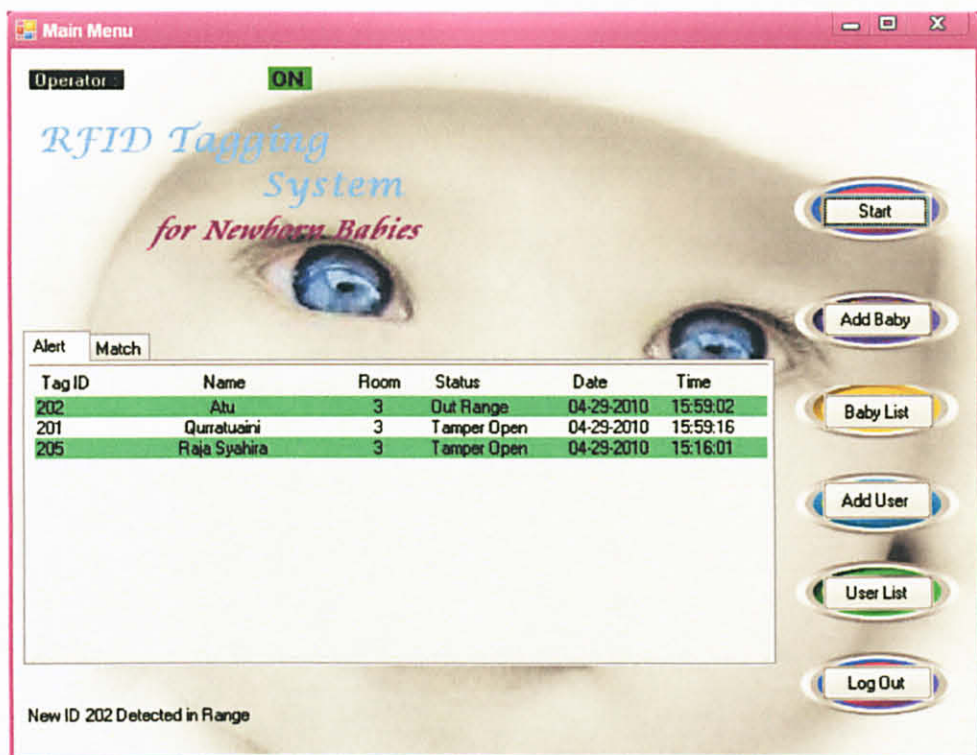 Main Menu
Operator :
ON
RFID Tagging
System
for Newborn Babies
Start
Add Baby
Alert Match
Tag ID Name Room Status Date Time
202 Atu 3 Out Range 04-29-2010 15:59:02
201 Qurratuaini 3 Tamper Open 04-29-2010 15:59:16
205 Raja Syahira 3 Tamper Open 04-29-2010 15:16:01
Baby List
Add User
User List
Log Out
New ID 202 Detected in Range